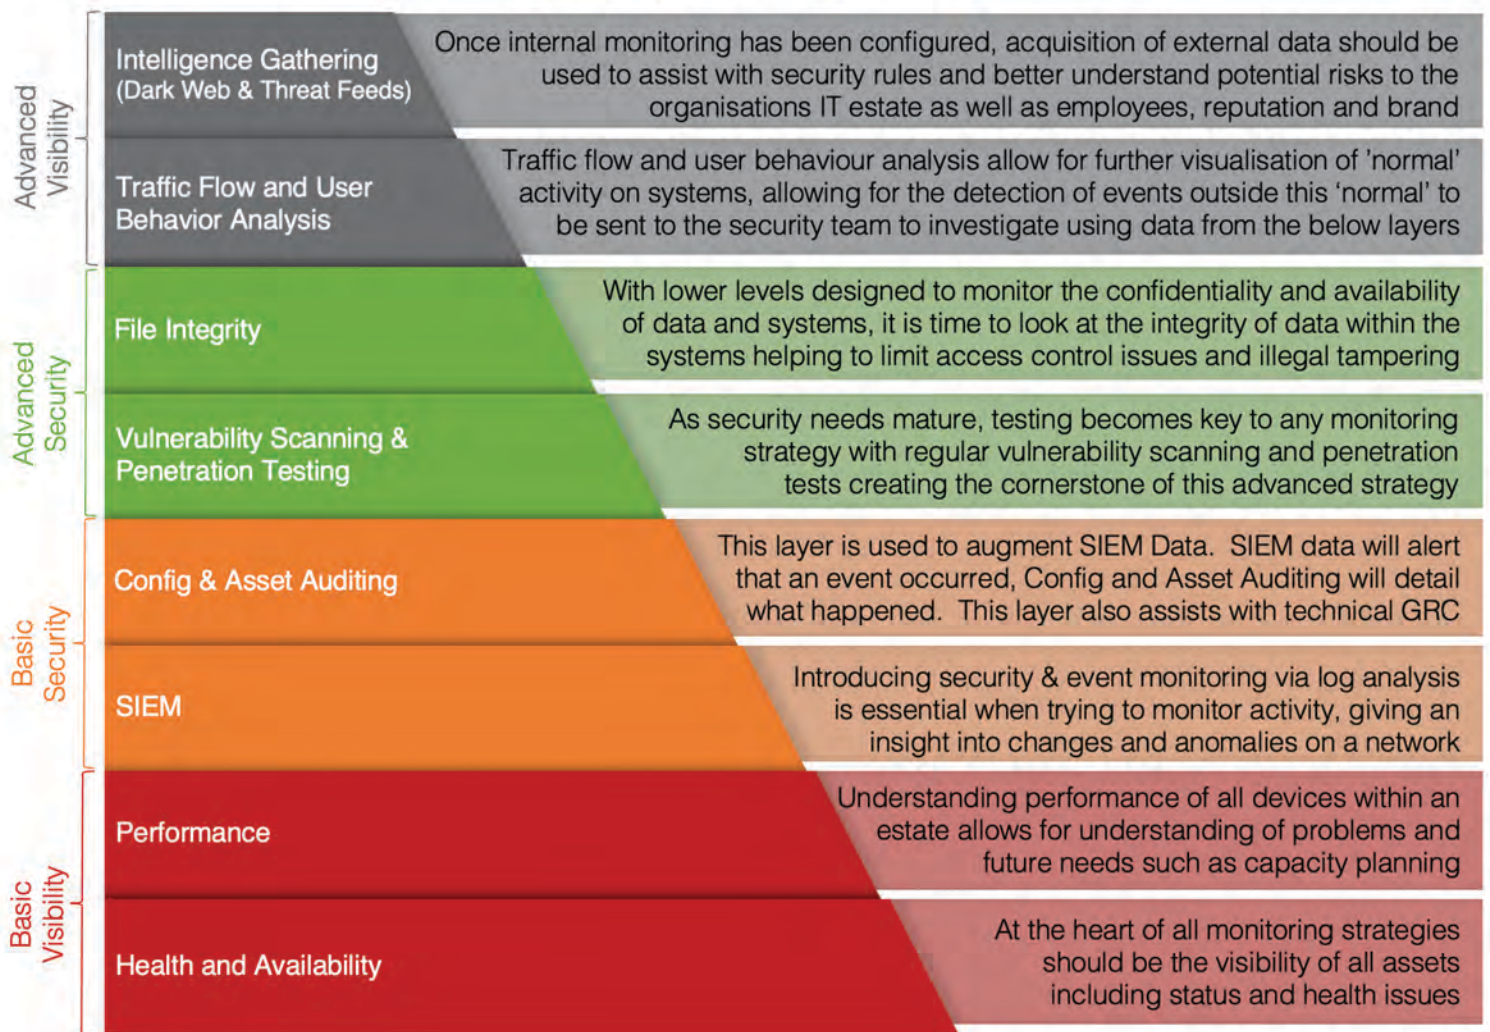 Advanced
Visibility
Intelligence Gathering
(Dark Web & Threat Feeds)
Once internal monitoring has been configured, acquisition of external data should be
used to assist with security rules and better understand potential risks to the
organisations IT estate as well as employees, reputation and brand
Traffic Flow and User
Behavior Analysis
Traffic flow and user behaviour analysis allow for further visualisation of 'normal'
activity on systems, allowing for the detection of events outside this 'normal' to
be sent to the security team to investigate using data from the below layers
Advanced
Security
File Integrity
With lower levels designed to monitor the confidentiality and availability
of data and systems, it is time to look at the integrity of data within the
systems helping to limit access control issues and illegal tampering
Vulnerability Scanning &
Penetration Testing
As security needs mature, testing becomes key to any monitoring
strategy with regular vulnerability scanning and penetration
tests creating the cornerstone of this advanced strategy
Basic
Security
Config & Asset Auditing
This layer is used to augment SIEM Data. SIEM data will alert
that an event occurred, Config and Asset Auditing will detail
what happened. This layer also assists with technical GRC
SIEM
Introducing security & event monitoring via log analysis
is essential when trying to monitor activity, giving an
insight into changes and anomalies on a network
Basic
Visibility
Performance
Understanding performance of all devices within an
estate allows for understanding of problems and
future needs such as capacity planning
Health and Availability
At the heart of all monitoring strategies
should be the visibility of all assets
including status and health issues